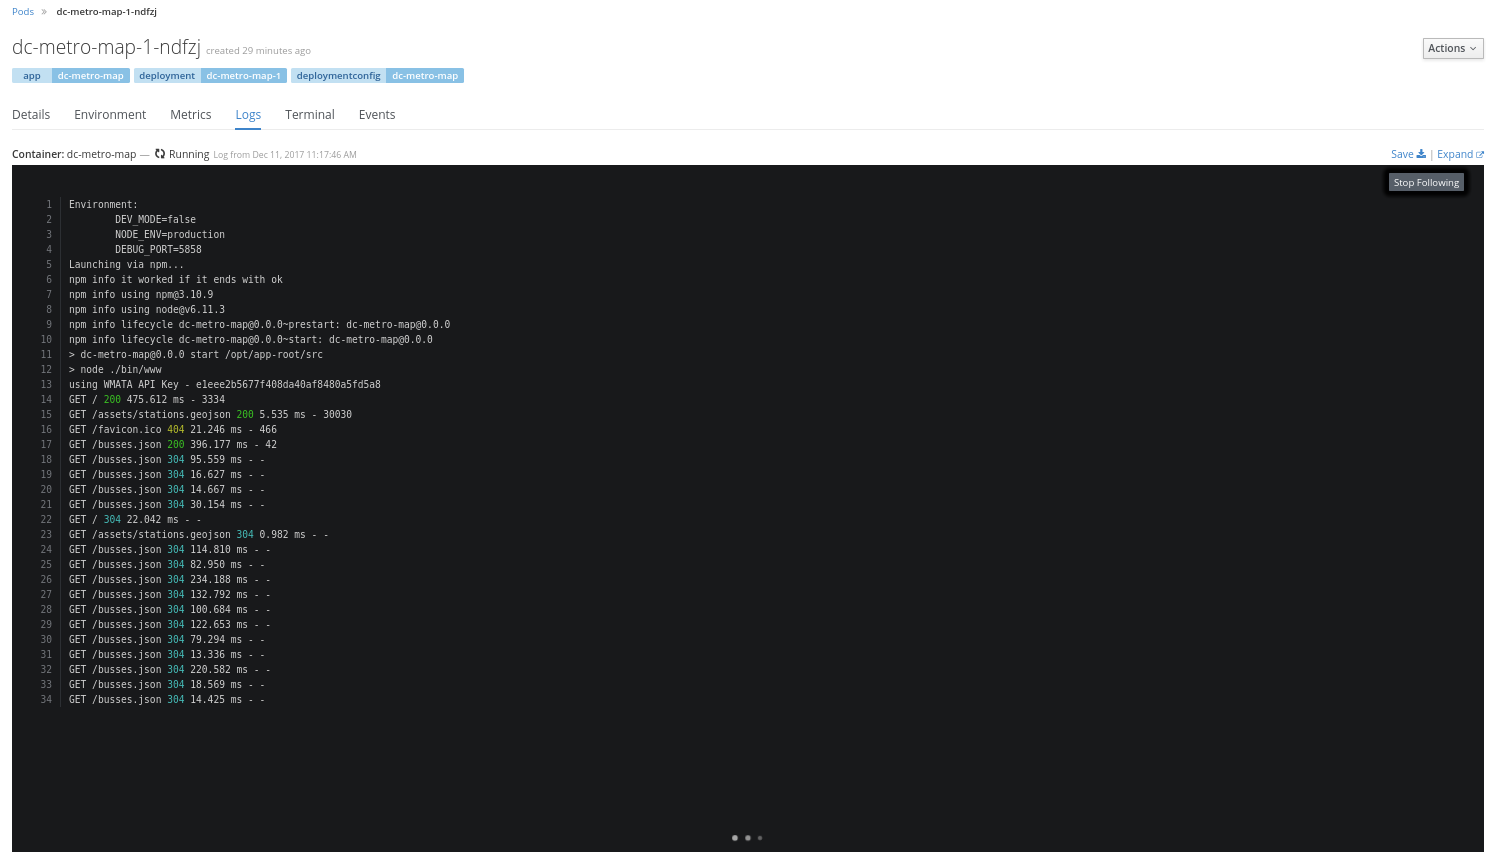 Pods » dc-metro-map-1-ndfzj
dc-metro-map-1-ndfzj created 29 minutes ago
Actions
app dc-metro-map deployment dc-metro-map-1 deploymentconfig dc-metro-map
Details Environment Metrics Logs Terminal Events
Container: dc-metro-map — Running Log from Dec 11, 2017 11:17:46 AM Save | Expand
Stop Following
1 Environment:
2 DEV_MODE=false
3 NODE_ENV=production
4 DEBUG_PORT=5858
5 Launching via npm...
6 npm info it worked if it ends with ok
7 npm info using npm@3.10.9
8 npm info using node@v6.11.3
9 npm info lifecycle dc-metro-map@0.0.0~prestart: dc-metro-map@0.0.0
10 npm info lifecycle dc-metro-map@0.0.0~start: dc-metro-map@0.0.0
11 > dc-metro-map@0.0.0 start /opt/app-root/src
12 > node ./bin/www
13 using WMATA API Key - e1eee2b5677f408da40af8480a5fd5a8
14 GET / 200 475.612 ms - 3334
15 GET /assets/stations.geojson 200 5.535 ms - 30030
16 GET /favicon.ico 404 21.246 ms - 466
17 GET /busses.json 200 396.177 ms - 42
18 GET /busses.json 304 95.559 ms - -
19 GET /busses.json 304 16.627 ms - -
20 GET /busses.json 304 14.667 ms - -
21 GET /busses.json 304 30.154 ms - -
22 GET / 304 22.042 ms - -
23 GET /assets/stations.geojson 304 0.982 ms - -
24 GET /busses.json 304 114.810 ms - -
25 GET /busses.json 304 82.950 ms - -
26 GET /busses.json 304 234.188 ms - -
27 GET /busses.json 304 132.792 ms - -
28 GET /busses.json 304 100.684 ms - -
29 GET /busses.json 304 122.653 ms - -
30 GET /busses.json 304 79.294 ms - -
31 GET /busses.json 304 13.336 ms - -
32 GET /busses.json 304 220.582 ms - -
33 GET /busses.json 304 18.569 ms - -
34 GET /busses.json 304 14.425 ms - -